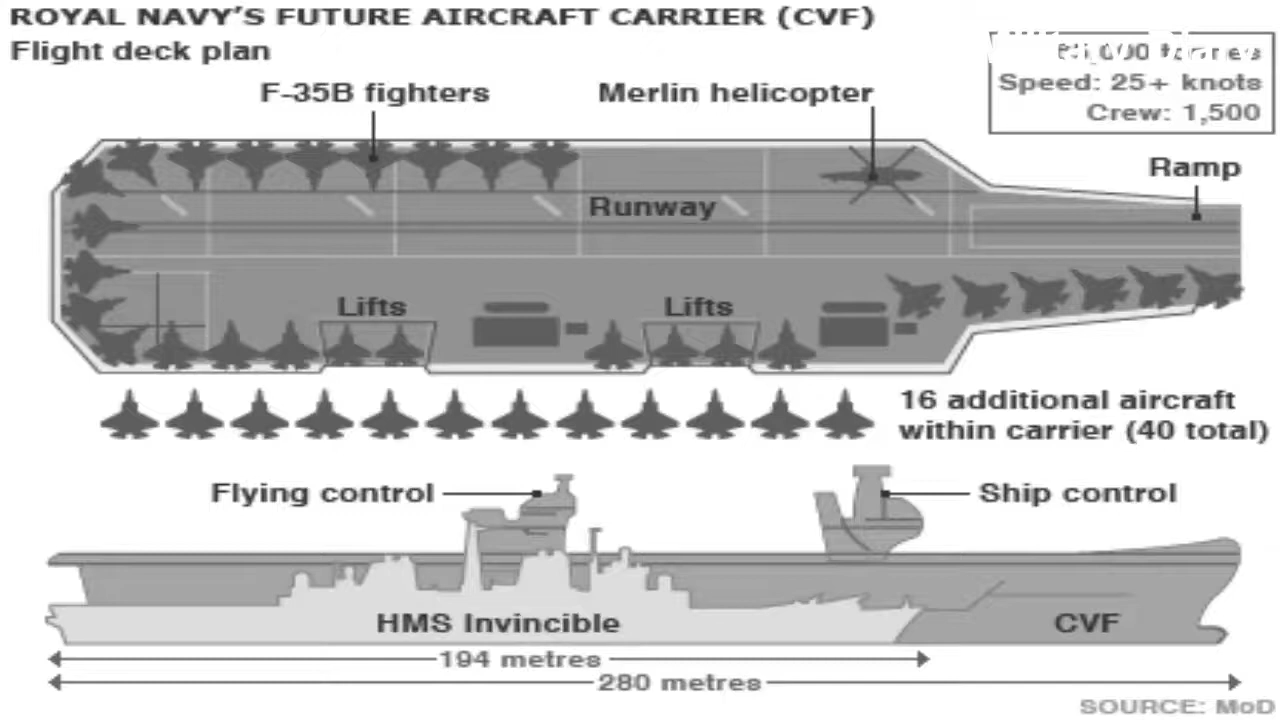 ROYAL NAVY'S FUTURE AIRCRAFT CARRIER (CVF)
Flight deck plan
tonnes
Speed: 25+ knots
Crew: 1,500
F-35B fighters
Merlin helicopter
Ramp
Runway
Lifts
Lifts
16 additional aircraft
within carrier (40 total)
Flying control
Ship control
HMS Invincible
CVF
194 metres
280 metres
SOURCE: MoD